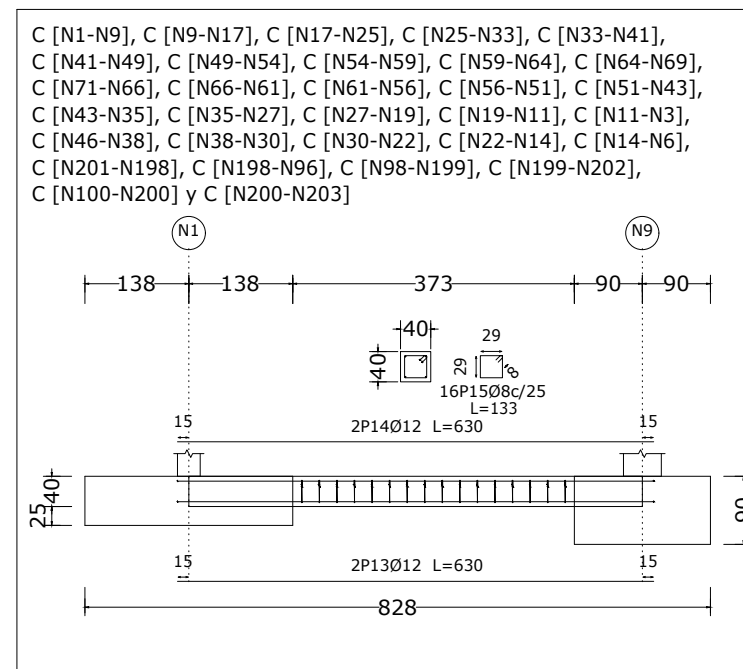 C [N1-N9], C [N9-N17], C [N17-N25], C [N25-N33], C [N33-N41],
C [N41-N49], C [N49-N54], C [N54-N59], C [N59-N64], C [N64-N69],
C [N71-N66], C [N66-N61], C [N61-N56], C [N56-N51], C [N51-N43],
C [N43-N35], C [N35-N27], C [N27-N19], C [N19-N11], C [N11-N3],
C [N46-N38], C [N38-N30], C [N30-N22], C [N22-N14], C [N14-N6],
C [N201-N198], C [N198-N96], C [N98-N199], C [N199-N202],
C [N100-N200] y C [N200-N203]
N1 N9
138 138 373 90 90
40 29
40 29 8
16P15Ø8c/25
L=133
15 2P14Ø12 L=630 15
40
25 90
15 2P13Ø12 L=630 15
828